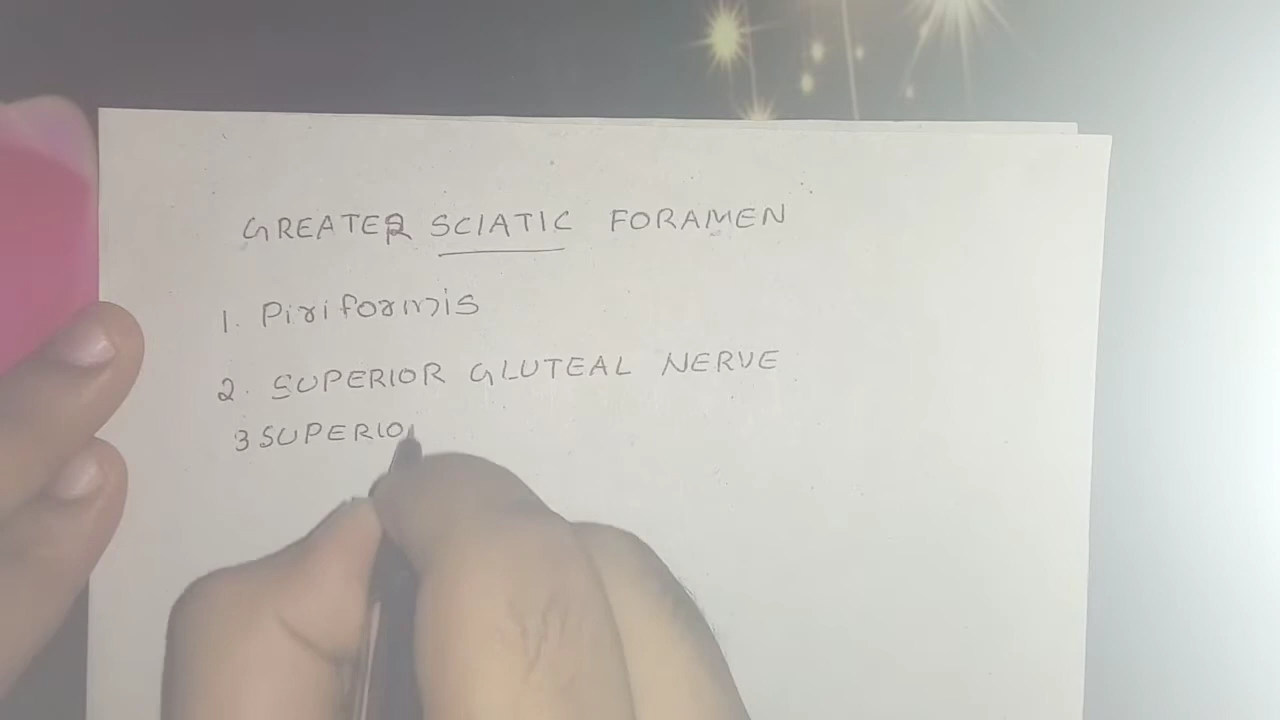 GREATER SCIATIC FORAMEN
1. Piriformis
2. SUPERIOR GLUTEAL NERVE
3 SUPERIO